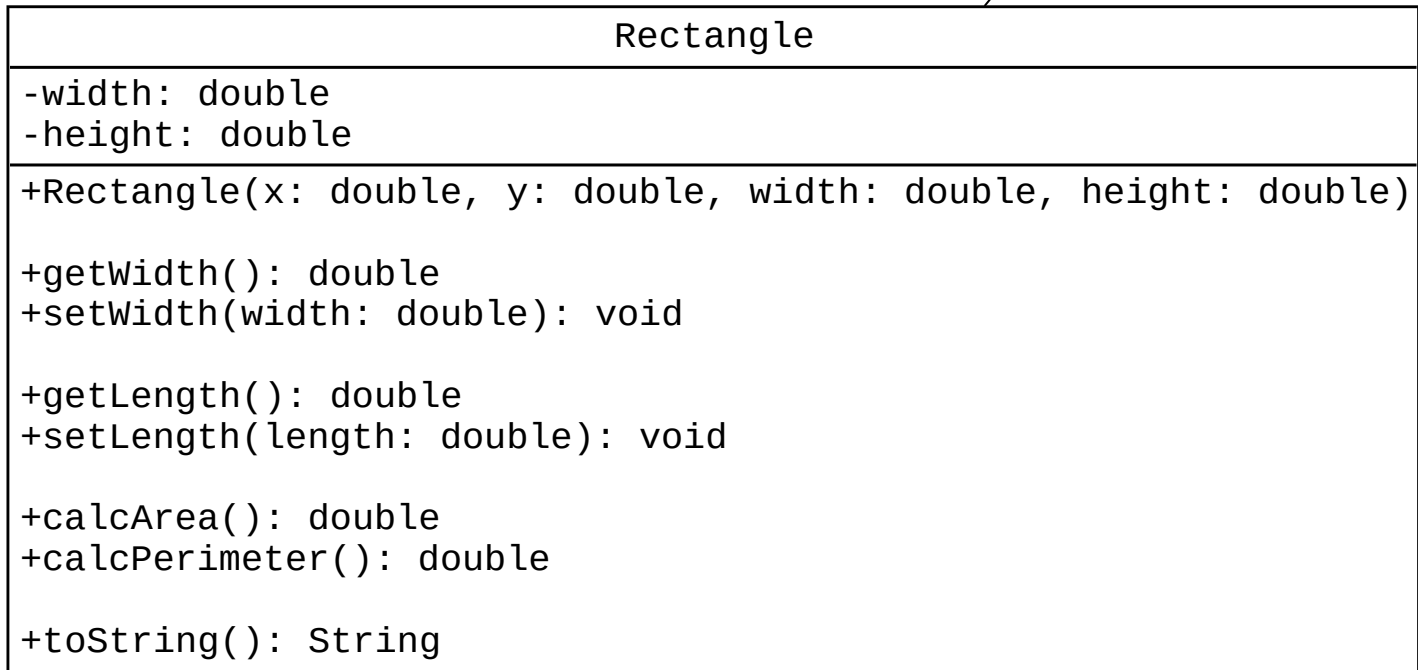 Rectangle
-width: double
-height: double
+Rectangle(x: double, y: double, width: double, height: double)
+getWidth(): double
+setWidth(width: double): void
+getLength(): double
+setLength(length: double): void
+calcArea(): double
+calcPerimeter(): double
+toString(): String